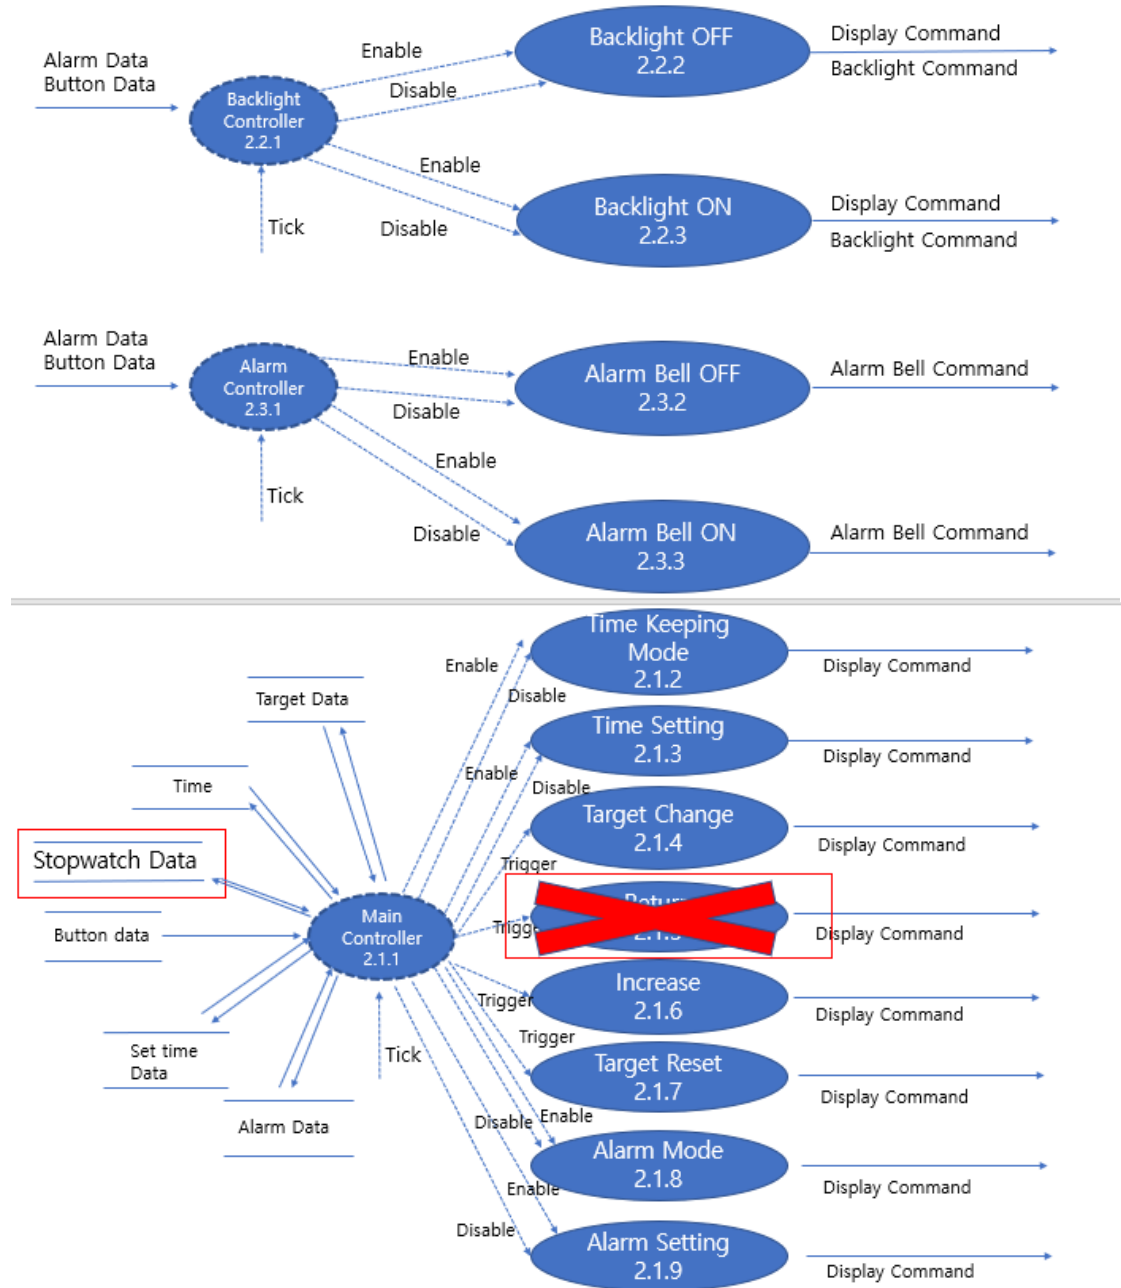 Backlight OFF
2.2.2
Enable
Display Command
Alarm Data
Button Data
Backlight Command
Disable
Backlight
Controller
2.2.1
Enable
Backlight ON
2.2.3
Display Command
Tick
Disable
Backlight Command
Alarm Data
Button Data
Alarm
Controller
2.3.1
Enable
Alarm Bell OFF
2.3.2
Alarm Bell Command
Disable
Enable
Tick
Disable
Alarm Bell ON
2.3.3
Alarm Bell Command
Time Keeping
Mode
2.1.2
Enable
Display Command
Disable
Target Data
Time Setting
2.1.3
Enable
Disable
Display Command
Time
Target Change
2.1.4
Display Command
Stopwatch Data
Trigger
Main
Controller
2.1.1
Button data
Display Command
Increase
2.1.6
Trigger
Display Command
Trigger
Set time
Data
Tick
Target Reset
2.1.7
Display Command
Alarm Data
Disable
Enable
Alarm Mode
2.1.8
Display Command
Enable
Disable
Alarm Setting
2.1.9
Display Command